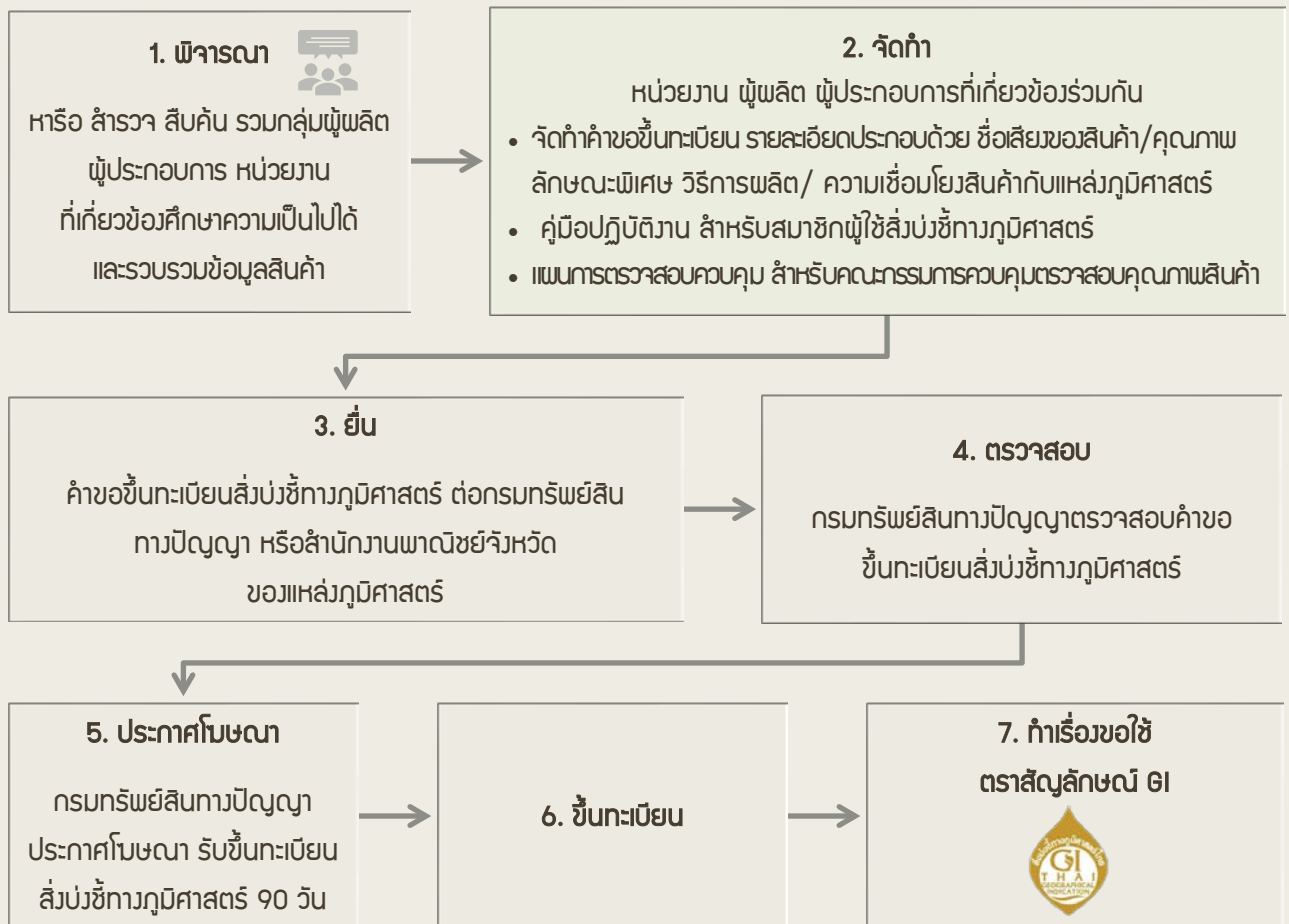 1. พิจารณา
หารือ สำรวจ สืบค้น รวมกลุ่มผู้ผลิต
ผู้ประกอบการ หน่วยงาน
ที่เกี่ยวข้องศึกษาความเป็นไปได้
และรวบรวมข้อมูลสินค้า
2. จัดทำ
หน่วยงาน ผู้ผลิต ผู้ประกอบการที่เกี่ยวข้องร่วมกัน
• จัดทำคำขอขึ้นทะเบียน รายละเอียดประกอบด้วย ชื่อเสียงของสินค้า/คุณภาพ
ลักษณะพิเศษ วิธีการผลิต/ ความเชื่อมโยงสินค้ากับแหล่งภูมิศาสตร์
• คู่มือปฏิบัติงาน สำหรับสมาชิกผู้ใช้สิ่งบ่งชี้ทางภูมิศาสตร์
• แผนการตรวจสอบควบคุม สำหรับคณะกรรมการควบคุมตรวจสอบคุณภาพสินค้า
3. ยื่น
คำขอขึ้นทะเบียนสิ่งบ่งชี้ทางภูมิศาสตร์ ต่อกรมทรัพย์สิน
ทางปัญญา หรือสำนักงานพาณิชย์จังหวัด
ของแหล่งภูมิศาสตร์
4. ตรวจสอบ
กรมทรัพย์สินทางปัญญาตรวจสอบคำขอ
ขึ้นทะเบียนสิ่งบ่งชี้ทางภูมิศาสตร์
5. ประกาศโฆษณา
กรมทรัพย์สินทางปัญญา
ประกาศโฆษณา รับขึ้นทะเบียน
สิ่งบ่งชี้ทางภูมิศาสตร์ 90 วัน
6. ขึ้นทะเบียน
7. ทำเรื่องขอใช้
ตราสัญลักษณ์ GI
สิ่งบ่งชี้ทางภูมิศาสตร์ไทย
GI
THAI
GEOGRAPHICAL
INDICATION